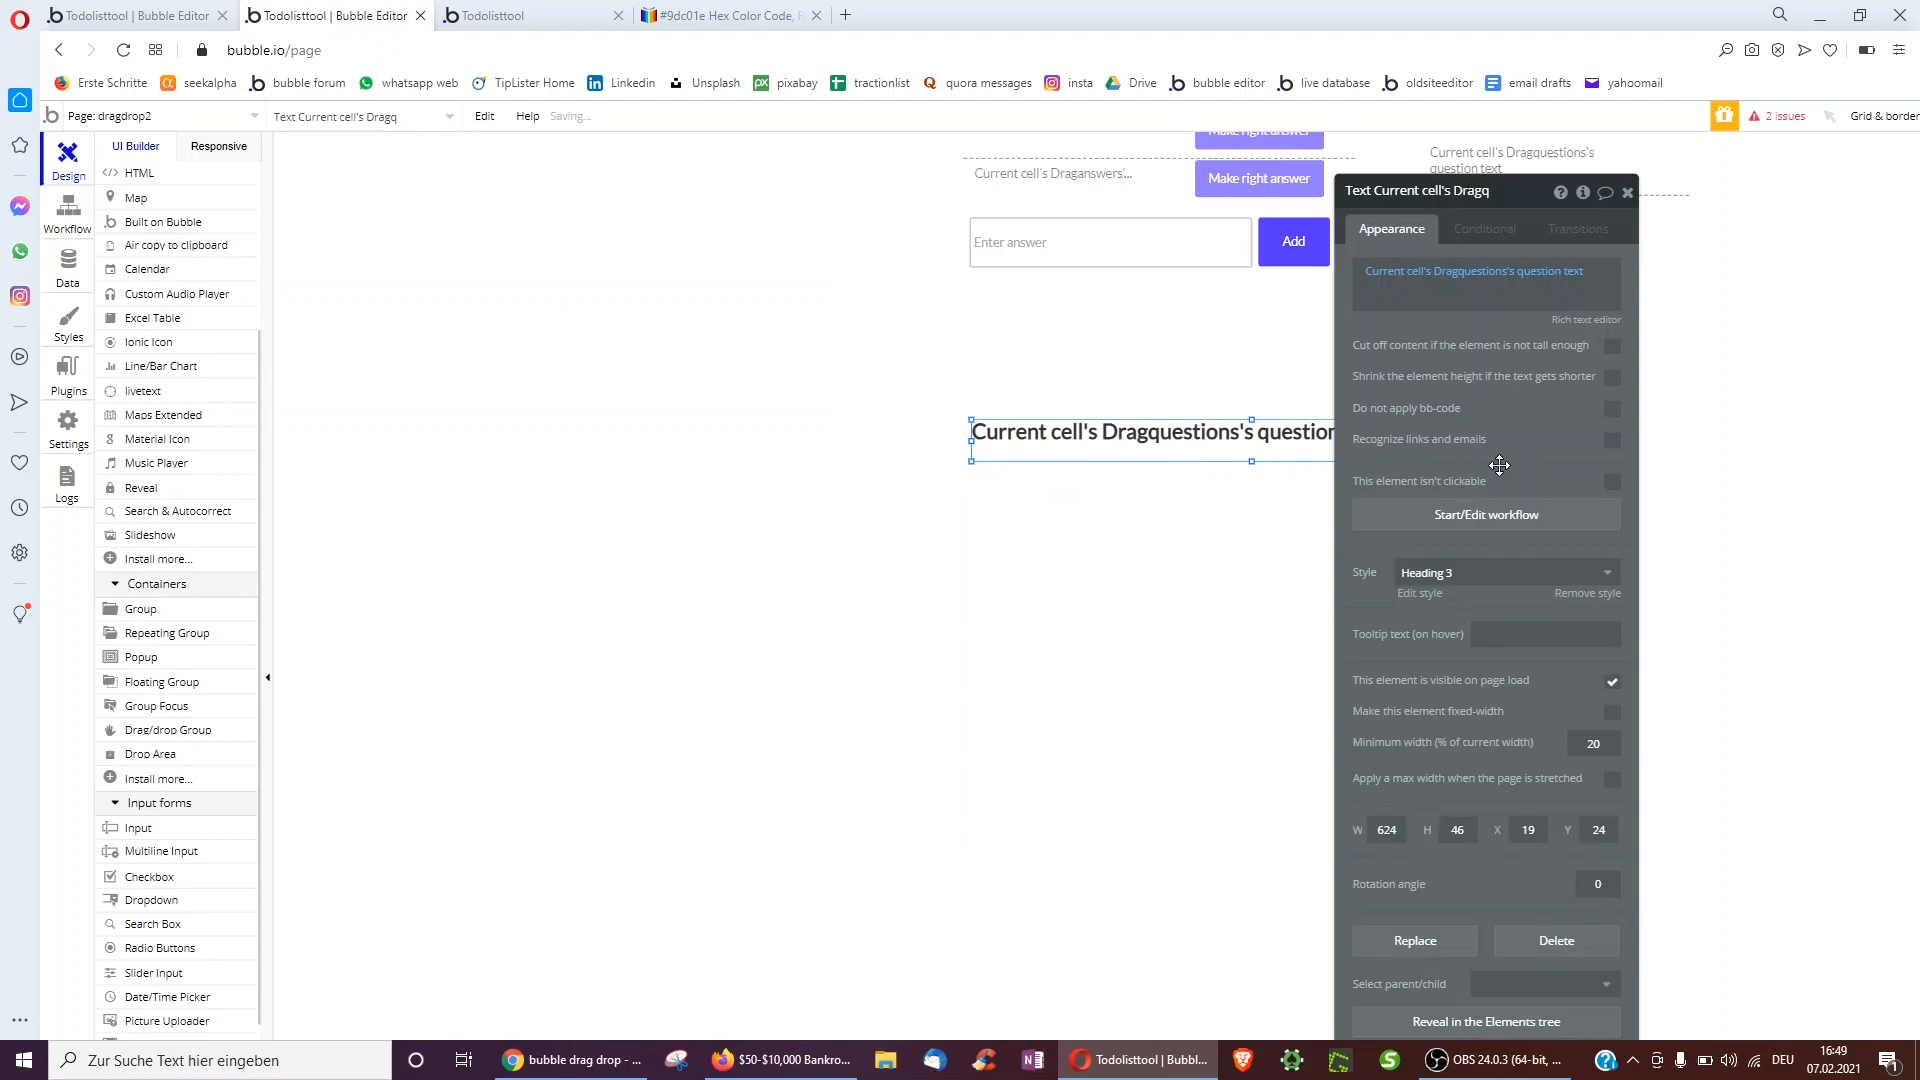 Todolisttool | Bubble Editor
Todolisttool | Bubble Editor
Todolisttool
#9dc01e Hex Color Code, R
bubble.io/page
Erste Schritte
seekalpha
bubble forum
whatsapp web
TipLister Home
Linkedin
Unsplash
pixabay
tractionlist
quora messages
insta
Drive
bubble editor
live database
oldsiteeditor
email drafts
yahoomail
Page: dragdrop2
Text Current cell's Dragq
Edit
Help
Saving...
2 issues
Grid & border
Design
Workflow
Data
Styles
Plugins
Settings
Logs
UI Builder
Responsive
HTML
Map
Built on Bubble
Air copy to clipboard
Calendar
Custom Audio Player
Excel Table
Ionic Icon
Line/Bar Chart
livetext
Maps Extended
Material Icon
Music Player
Reveal
Search & Autocorrect
Slideshow
Install more...
Containers
Group
Repeating Group
Popup
Floating Group
Group Focus
Drag/drop Group
Drop Area
Install more...
Input forms
Input
Multiline Input
Checkbox
Dropdown
Search Box
Radio Buttons
Slider Input
Date/Time Picker
Picture Uploader
Make right answer
Current cell's Draganswers'...
Make right answer
Current cell's Dragquestions's
question text
Enter answer
Add
Current cell's Dragquestions's question
Text Current cell's Dragq
Appearance
Conditional
Transitions
Current cell's Dragquestions's question text
Rich text editor
Cut off content if the element is not tall enough
Shrink the element height if the text gets shorter
Do not apply bb-code
Recognize links and emails
This element isn't clickable
Start/Edit workflow
Style
Heading 3
Edit style
Remove style
Tooltip text (on hover)
This element is visible on page load
Make this element fixed-width
Minimum width (% of current width)
20
Apply a max width when the page is stretched
W 624 H 46 X 19 Y 24
Rotation angle
0
Replace
Delete
Select parent/child
Reveal in the Elements tree
Zur Suche Text hier eingeben
bubble drag drop - ...
$50-$10,000 Bankro...
Todolisttool | Bubbl...
OBS 24.0.3 (64-bit, ...
DEU
16:49
07.02.2021
1